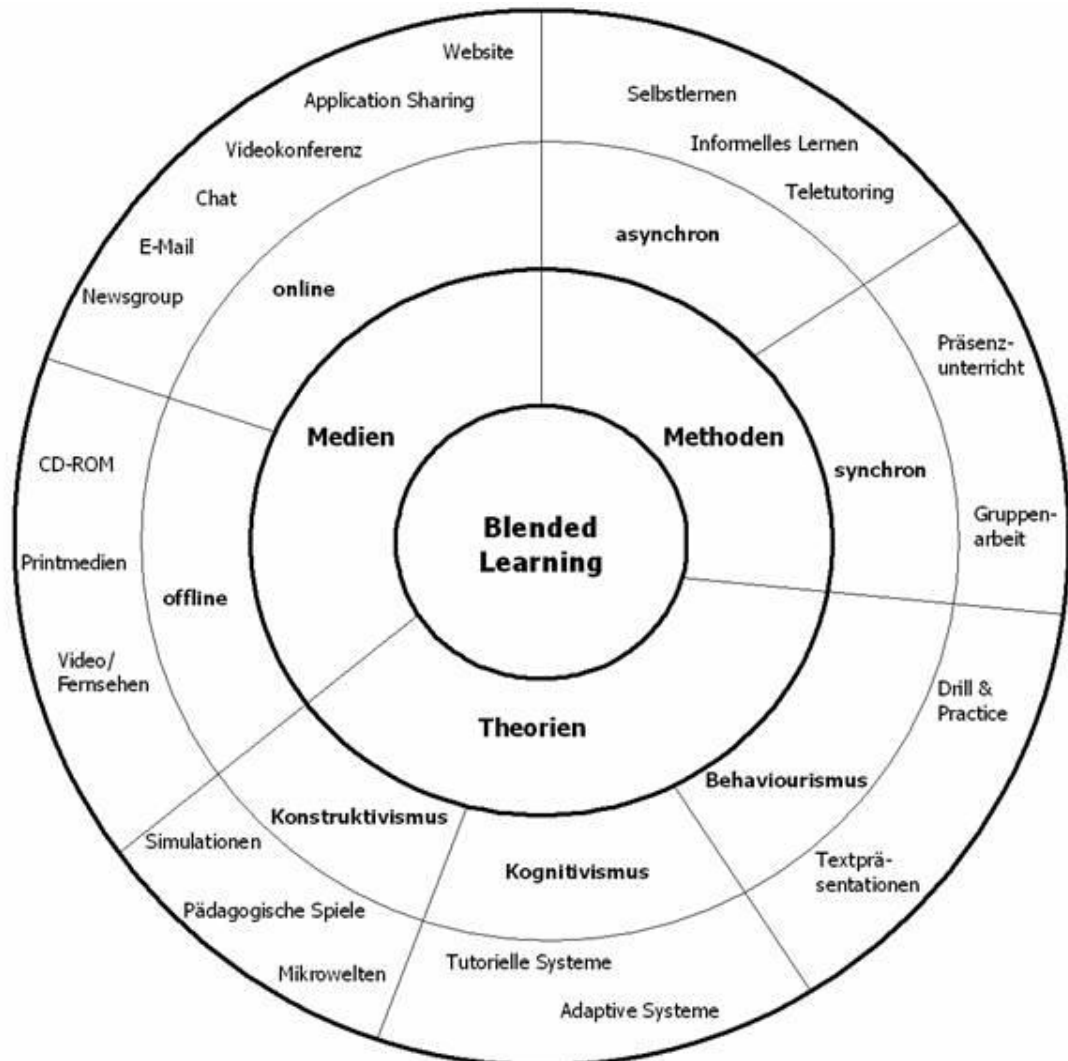 Website
Application Sharing
Videokonferenz
Chat
E-Mail
Newsgroup
online
Selbstlernen
Informelles Lernen
Teletutoring
asynchron
Präsenz-
unterricht
Gruppen-
arbeit
synchron
Medien
Methoden
Blended
Learning
Theorien
CD-ROM
Printmedien
Video/
Fernsehen
offline
Drill &
Practice
Textprä-
sentationen
Behaviourismus
Konstruktivismus
Simulationen
Pädagogische Spiele
Mikrowelten
Kognitivismus
Tutorielle Systeme
Adaptive Systeme